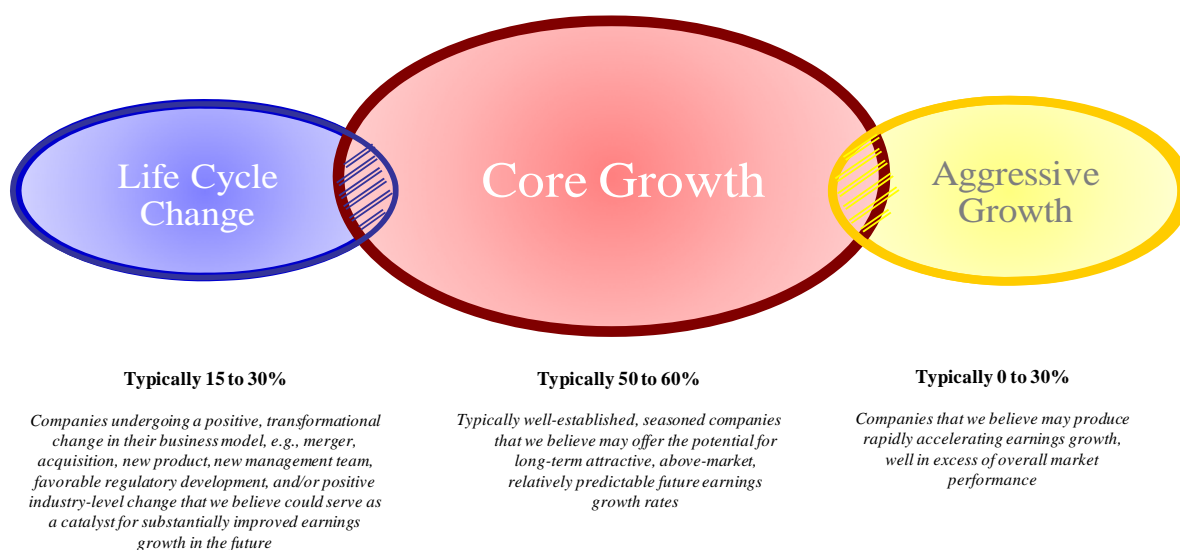 Life Cycle
Change
Core Growth
Aggressive
Growth
Typically 15 to 30%
Companies undergoing a positive, transformational
change in their business model, e.g., merger,
acquisition, new product, new management team,
favorable regulatory development, and/or positive
industry-level change that we believe could serve as
a catalyst for substantially improved earnings
growth in the future
Typically 50 to 60%
Typically well-established, seasoned companies
that we believe may offer the potential for
long-term attractive, above-market,
relatively predictable future earnings
growth rates
Typically 0 to 30%
Companies that we believe may produce
rapidly accelerating earnings growth,
well in excess of overall market
performance